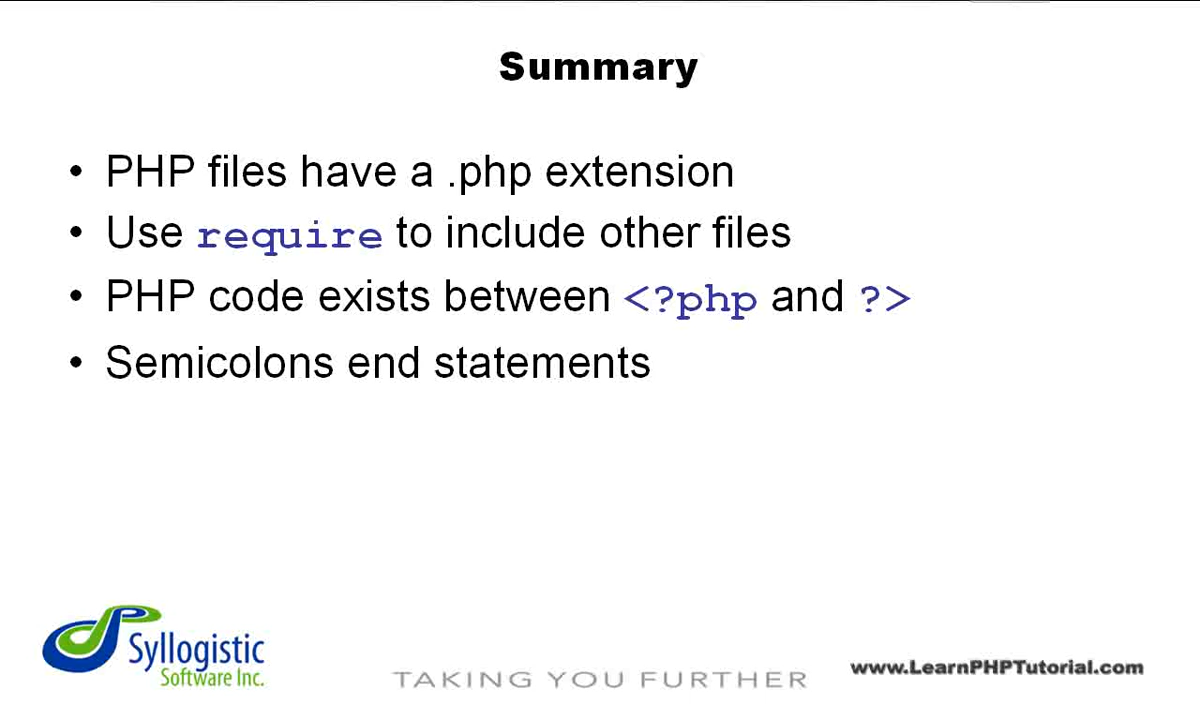 Summary
• PHP files have a .php extension
• Use require to include other files
• PHP code exists between <?php and ?>
• Semicolons end statements
Syllogistic
Software Inc.
TAKING YOU FURTHER
www.LearnPHPTutorial.com